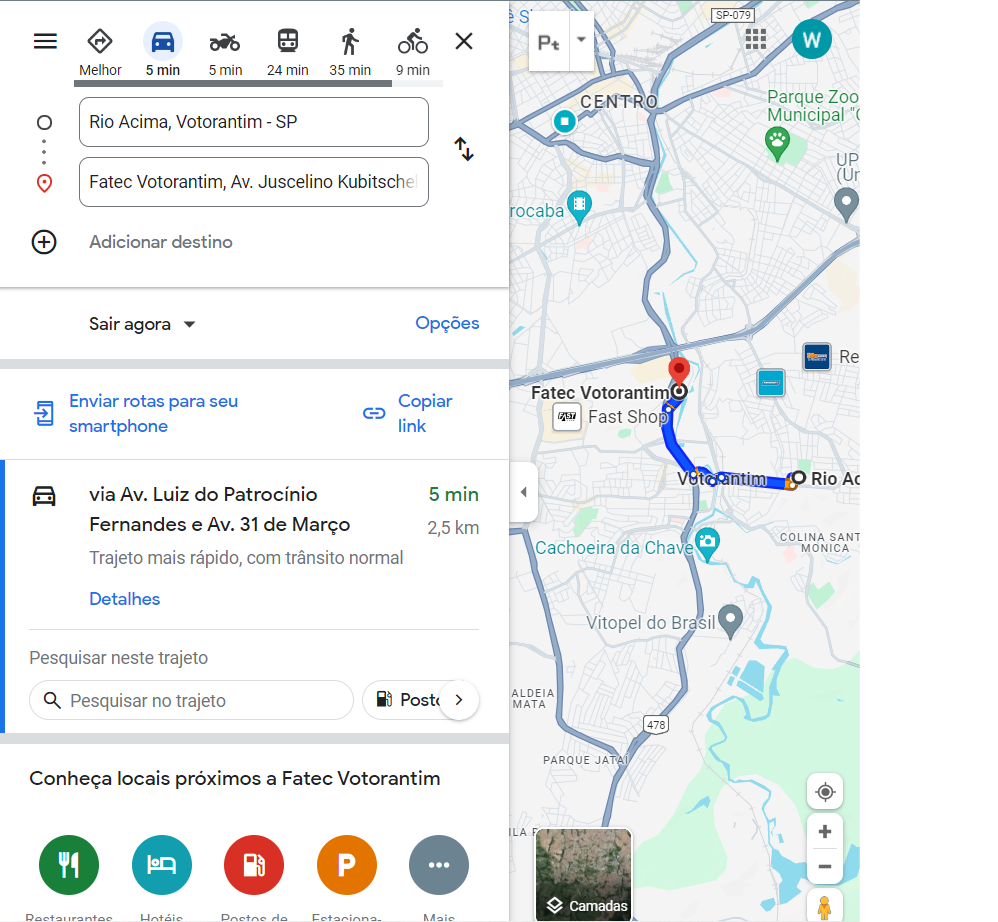 Melhor
5 min
5 min
24 min
35 min
9 min
Rio Acima, Votorantim - SP
Fatec Votorantim, Av. Juscelino Kubitsche
Adicionar destino
Sair agora
Opções
Enviar rotas para seu
smartphone
Copiar
link
via Av. Luiz do Patrocínio
Fernandes e Av. 31 de Março
5 min
2,5 km
Trajeto mais rápido, com trânsito normal
Detalhes
Pesquisar neste trajeto
Pesquisar no trajeto
Posto
Conheça locais próximos a Fatec Votorantim
P
Restaurantes
Hotéis
Postos de
Estaciona-
Mais
SP-079
Pt
W
CENTRO
Parque Zoo
Municipal "
UP
(Ur
rocaba
Re
Fatec Votorantim
FAST
Fast Shop
Votorantim
Rio Ac
COLINA SANT
MONICA
Cachoeira da Chave
Vitopel do Brasil
ALDEIA
MATA
478
PARQUE JATAÍ
ILA F
Camadas